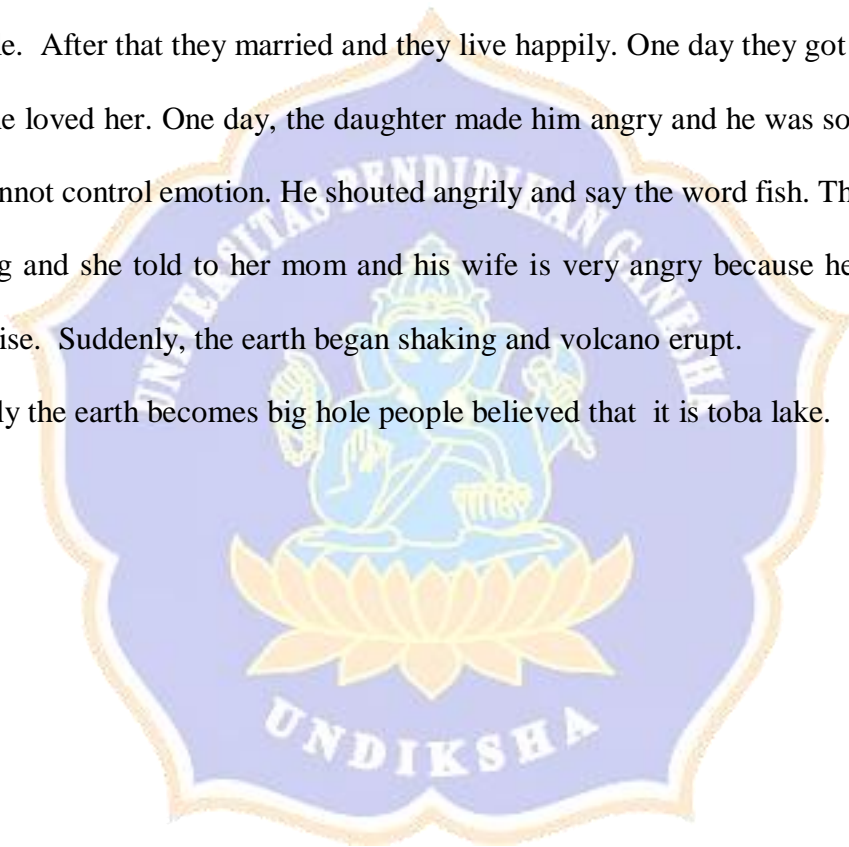 e. After that they married and they live happily. One day they got
e loved her. One day, the daughter made him angry and he was so
nnot control emotion. He shouted angrily and say the word fish. Th
g and she told to her mom and his wife is very angry because he
ise. Suddenly, the earth began shaking and volcano erupt.
ly the earth becomes big hole people believed that it is toba lake.
UNIVERSITAS PENDIDIKAN GANESHA
UNDIKSHA